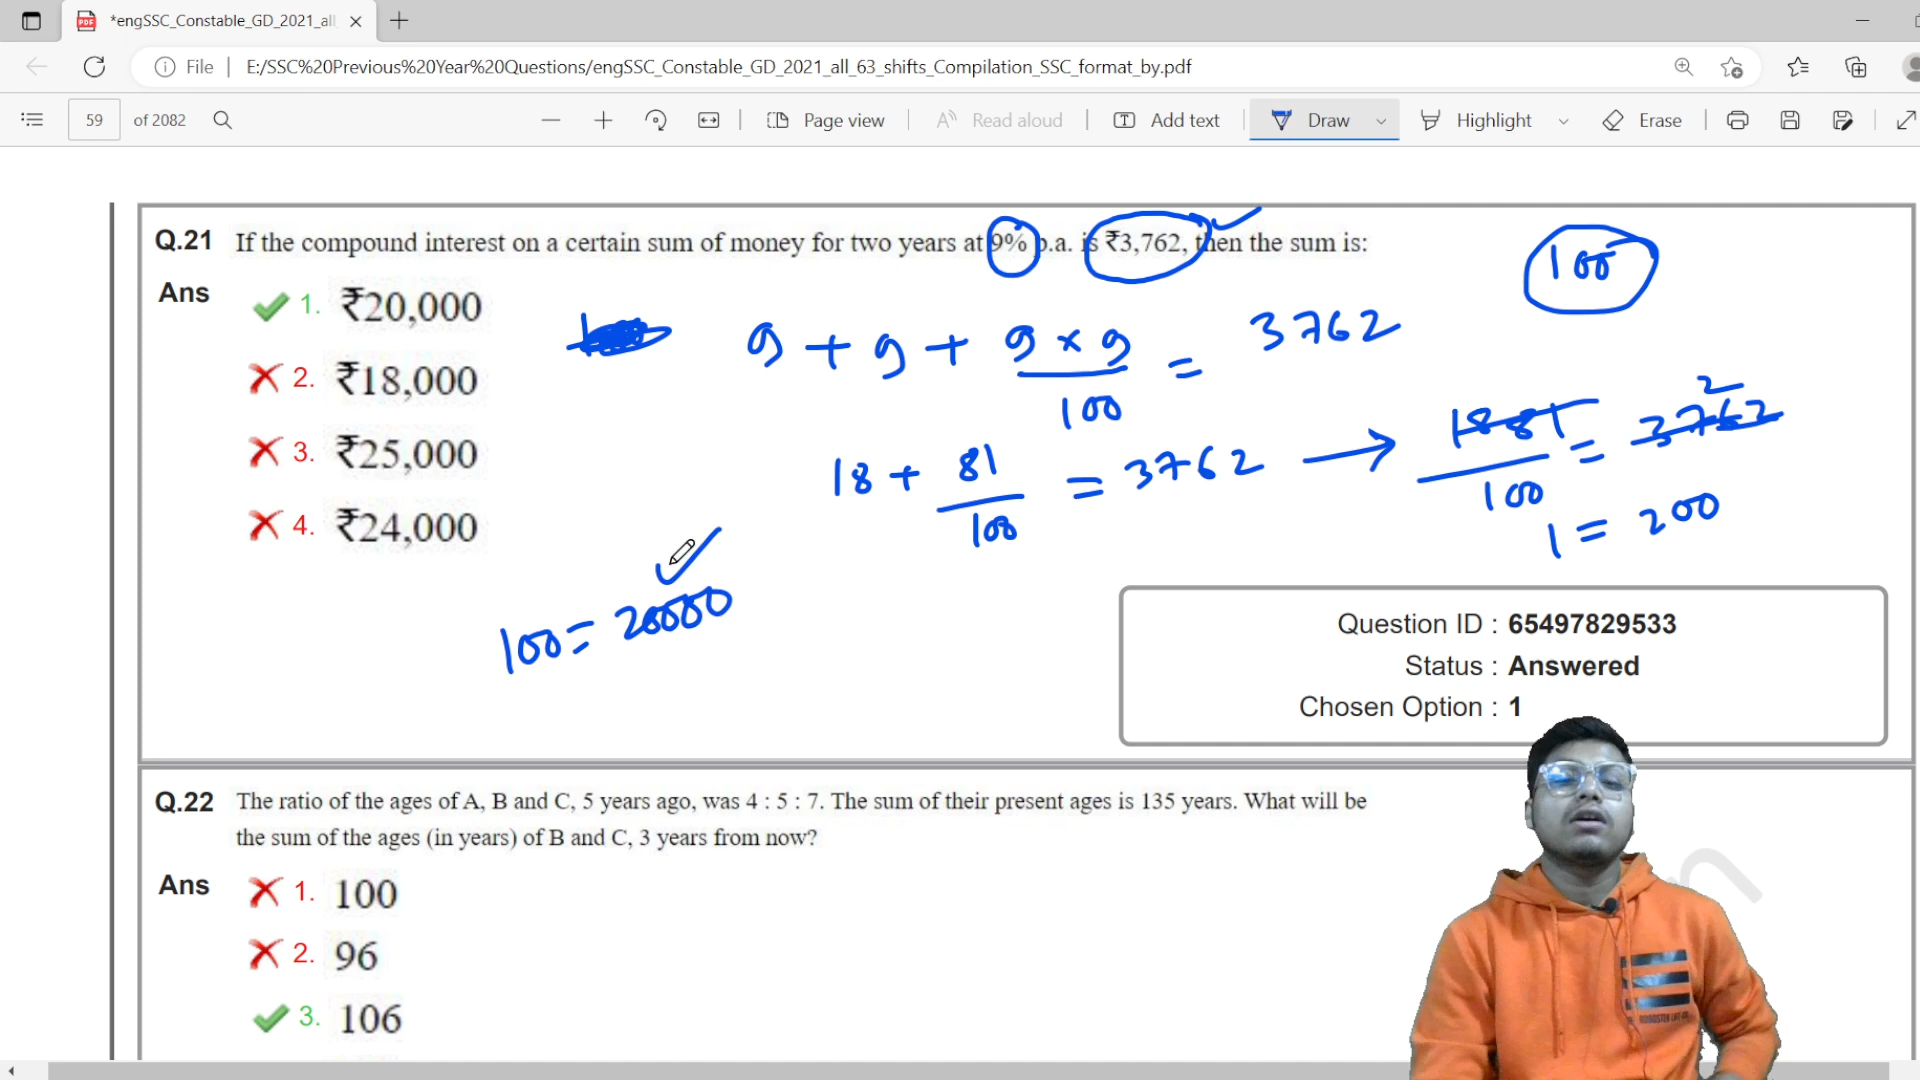 *engSSC_Constable_GD_2021_all
File
E:/SSC%20Previous%20Year%20Questions/engSSC_Constable_GD_2021_all_63_shifts_Compilation_SSC_format_by.pdf
59 of 2082
Page view
Read aloud
Add text
Draw
Highlight
Erase
Q.21 If the compound interest on a certain sum of money for two years at 9% p.a. is ₹3,762, then the sum is:
100
Ans 1. ₹20,000
2. ₹18,000
3. ₹25,000
4. ₹24,000
9 + 9 + 9 × 9 / 100 = 3762
18 + 81 / 100 = 3762 → 1881 / 100 = 3762 2
1 = 200
100 = 20000
Question ID : 65497829533
Status : Answered
Chosen Option : 1
Q.22 The ratio of the ages of A, B and C, 5 years ago, was 4 : 5 : 7. The sum of their present ages is 135 years. What will be
the sum of the ages (in years) of B and C, 3 years from now?
Ans 1. 100
2. 96
3. 106